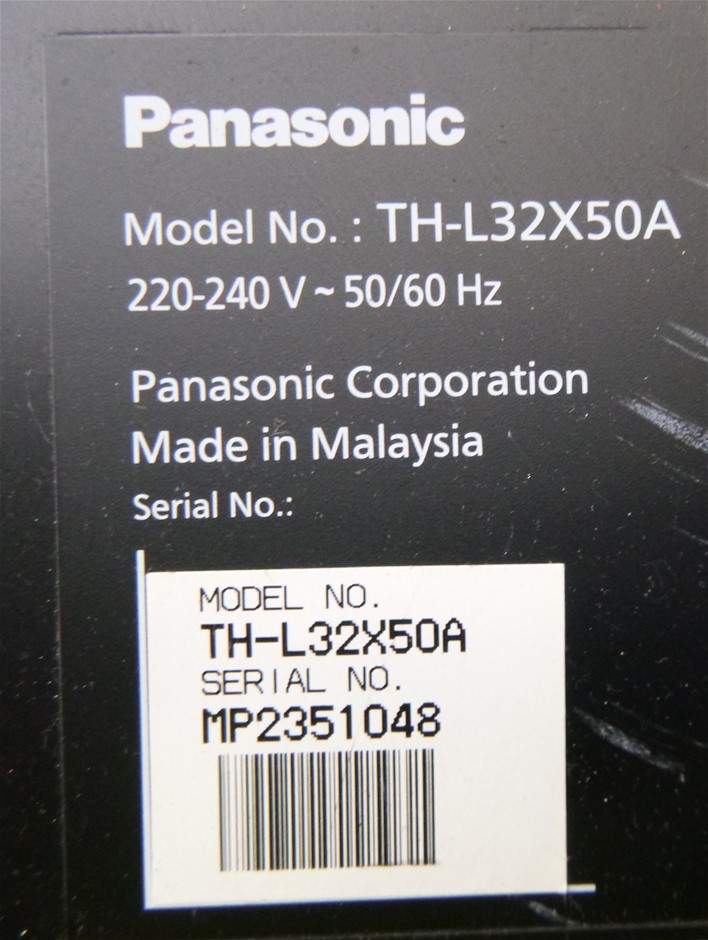 Panasonic
Model No. : TH-L32X50A
220-240 V ~ 50/60 Hz
Panasonic Corporation
Made in Malaysia
Serial No.:
MODEL NO.
TH-L32X50A
SERIAL NO.
MP2351048